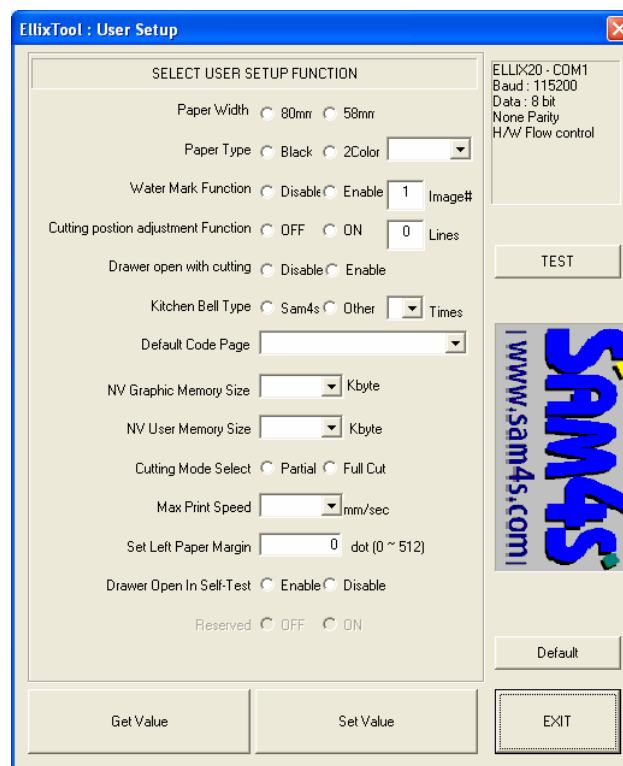 EllixTool : User Setup
SELECT USER SETUP FUNCTION
Paper Width 80mm 58mm
Paper Type Black 2Color
Water Mark Function Disable Enable 1 Image#
Cutting postion adjustment Function OFF ON 0 Lines
Drawer open with cutting Disable Enable
Kitchen Bell Type Sam4s Other Times
Default Code Page
NV Graphic Memory Size Kbyte
NV User Memory Size Kbyte
Cutting Mode Select Partial Full Cut
Max Print Speed mm/sec
Set Left Paper Margin 0 dot (0 ~ 512)
Drawer Open In Self-Test Enable Disable
Reserved OFF ON
Get Value
Set Value
ELLIX20 - COM1
Baud : 115200
Data : 8 bit
None Parity
H/W Flow control
TEST
SAM4S
www.sam4s.com
Default
EXIT